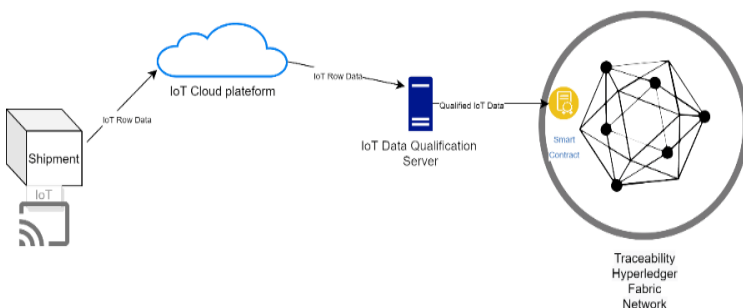 IoT Cloud plateform
IoT Row Data
IoT Row Data
Shipment
IoT
IoT Data Qualification
Server
Qualified IoT Data
Smart
Contract
Traceability
Hyperledger
Fabric
Network